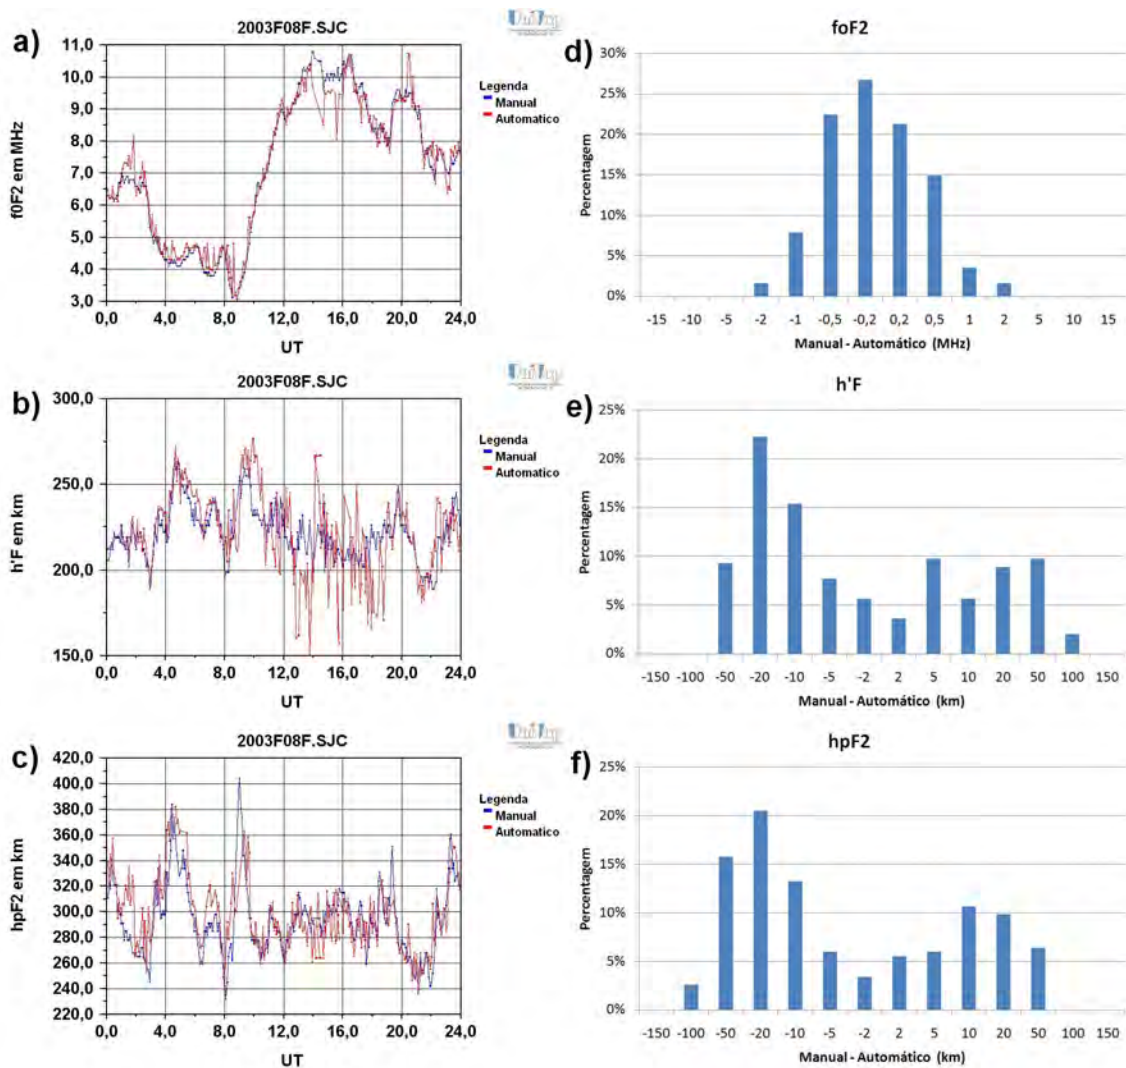 a)
2003F08F.SJC
f0F2 em MHz
11,0
10,0
9,0
8,0
7,0
6,0
5,0
4,0
3,0
0,0 4,0 8,0 12,0 16,0 20,0 24,0
UT
Legenda
Manual
Automatico
d)
foF2
Percentagem
30%
25%
20%
15%
10%
5%
0%
-15 -10 -5 -2 -1 -0,5 -0,2 0,2 0,5 1 2 5 10 15
Manual - Automático (MHz)
b)
2003F08F.SJC
h'F em km
300,0
250,0
200,0
150,0
0,0 4,0 8,0 12,0 16,0 20,0 24,0
UT
Legenda
Manual
Automatico
e)
h'F
Percentagem
25%
20%
15%
10%
5%
0%
-150 -100 -50 -20 -10 -5 -2 2 5 10 20 50 100 150
Manual - Automático (km)
c)
2003F08F.SJC
hpF2 em km
420,0
400,0
380,0
360,0
340,0
320,0
300,0
280,0
260,0
240,0
220,0
0,0 4,0 8,0 12,0 16,0 20,0 24,0
UT
Legenda
Manual
Automatico
f)
hpF2
Percentagem
25%
20%
15%
10%
5%
0%
-150 -100 -50 -20 -10 -5 -2 2 5 10 20 50 100 150
Manual - Automático (km)